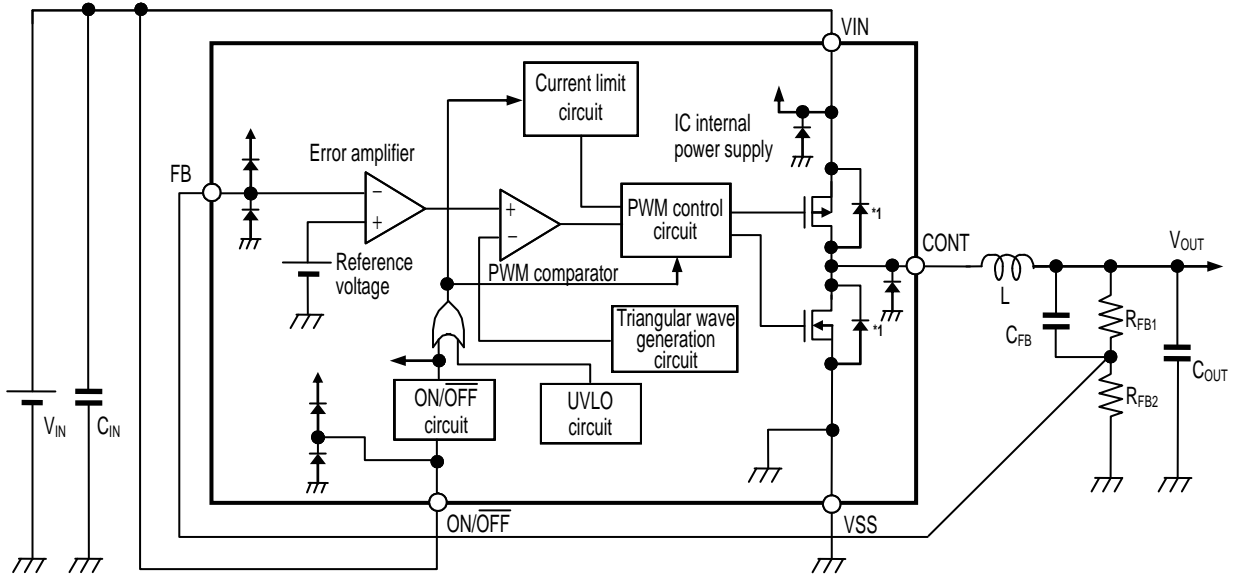 VIN
Current limit
circuit
IC internal
power supply
Error amplifier
FB
−
+
+
−
PWM control
circuit
*1
CONT
VOUT
Reference
voltage
PWM comparator
L
CFB
RFB1
Triangular wave
generation
circuit
*1
COUT
RFB2
ON/OFF
circuit
UVLO
circuit
VIN
CIN
ON/OFF
VSS